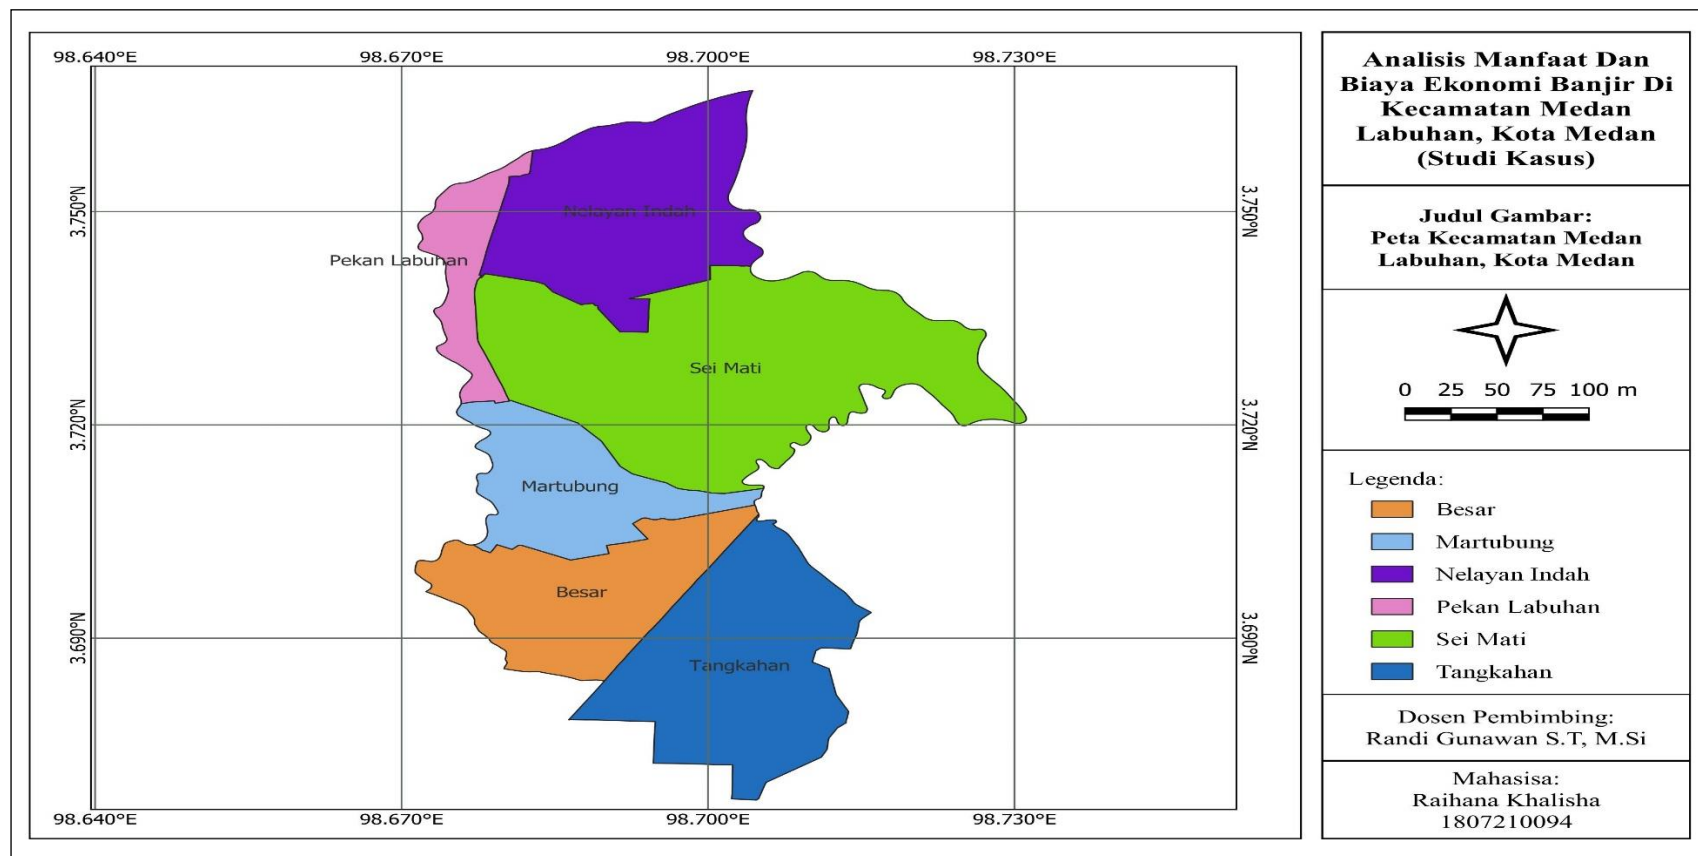 98.640°E 98.670°E 98.700°E 98.730°E
3.750°N
3.720°N
3.690°N
Nelayan Indah
Pekan Labuhan
Sei Mati
Martubung
Besar
Tangkahan
3.750°N
3.720°N
3.690°N
98.640°E 98.670°E 98.700°E 98.730°E
Analisis Manfaat Dan
Biaya Ekonomi Banjir Di
Kecamatan Medan
Labuhan, Kota Medan
(Studi Kasus)
Judul Gambar:
Peta Kecamatan Medan
Labuhan, Kota Medan
0 25 50 75 100 m
Legenda:
Besar
Martubung
Nelayan Indah
Pekan Labuhan
Sei Mati
Tangkahan
Dosen Pembimbing:
Randi Gunawan S.T, M.Si
Mahasisa:
Raihana Khalisha
1807210094